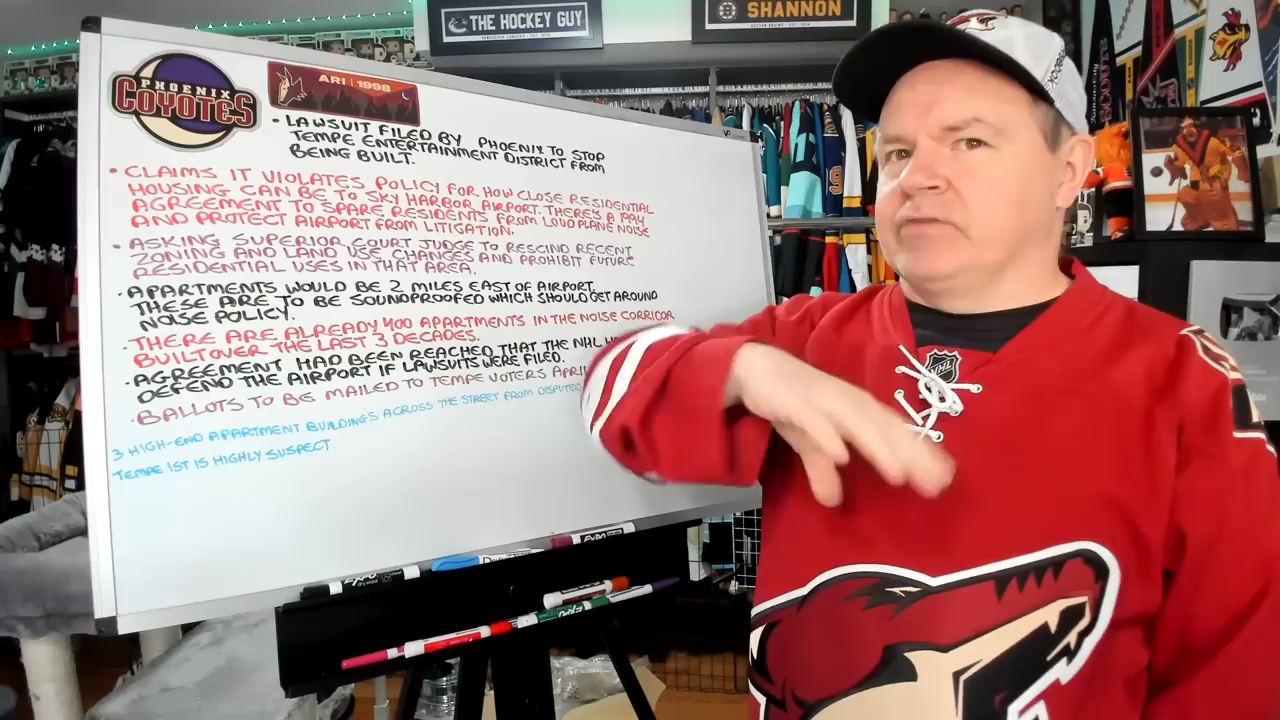 THE HOCKEY GUY
VANCOUVER CANUCKS - EST. 1970
SHANNON
PHOENIX
COYOTES
ARI | 1998
• LAWSUIT FILED BY PHOENIX TO STOP
TEMPE ENTERTAINMENT DISTRICT FROM
BEING BUILT.
• CLAIMS IT VIOLATES POLICY FOR HOW CLOSE RESIDENTIAL
HOUSING CAN BE TO SKY HARBOR AIRPORT. THERE'S A
AGREEMENT TO SPARE RESIDENTS FROM LOUD PLANE NOISE
AND PROTECT AIRPORT FROM LITIGATION.
• ASKING SUPERIOR COURT JUDGE TO RESCIND RECENT
ZONING AND LAND USE CHANGES AND PROHIBIT FUTURE
RESIDENTIAL USES IN THAT AREA.
• APARTMENTS WOULD BE 2 MILES EAST OF AIRPORT.
THESE ARE TO BE SOUNDPROOFED WHICH SHOULD GET AROUND
NOISE POLICY.
• THERE ARE ALREADY 400 APARTMENTS IN THE NOISE CORRIDOR
BUILT OVER THE LAST 3 DECADES.
• AGREEMENT HAD BEEN REACHED THAT THE NHL
DEFEND THE AIRPORT IF LAWSUITS WERE FILED.
• BALLOTS TO BE MAILED TO TEMPE VOTERS
3 HIGH-END APARTMENT BUILDINGS ACROSS THE STREET FROM DISPUTED
TEMPE 1ST IS HIGHLY SUSPECT.
NHL
EXPO
EXPO
EXPO